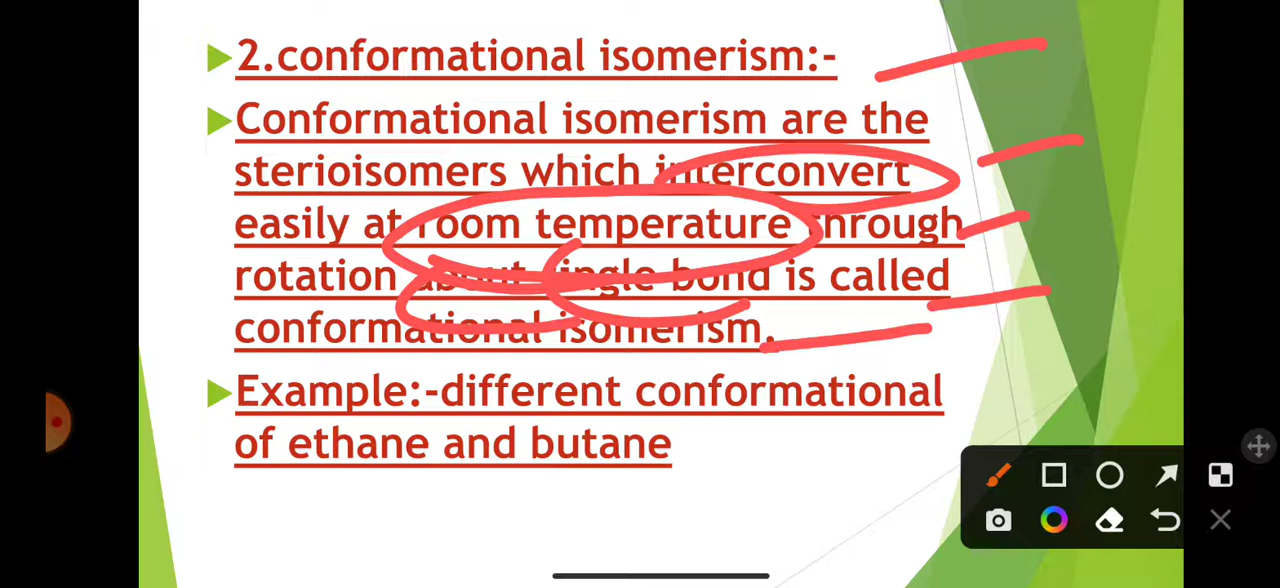 2.conformational isomerism:-
Conformational isomerism are the
sterioisomers which interconvert
easily at room temperature through
rotation about single bond is called
conformational isomerism.
Example:-different conformational
of ethane and butane